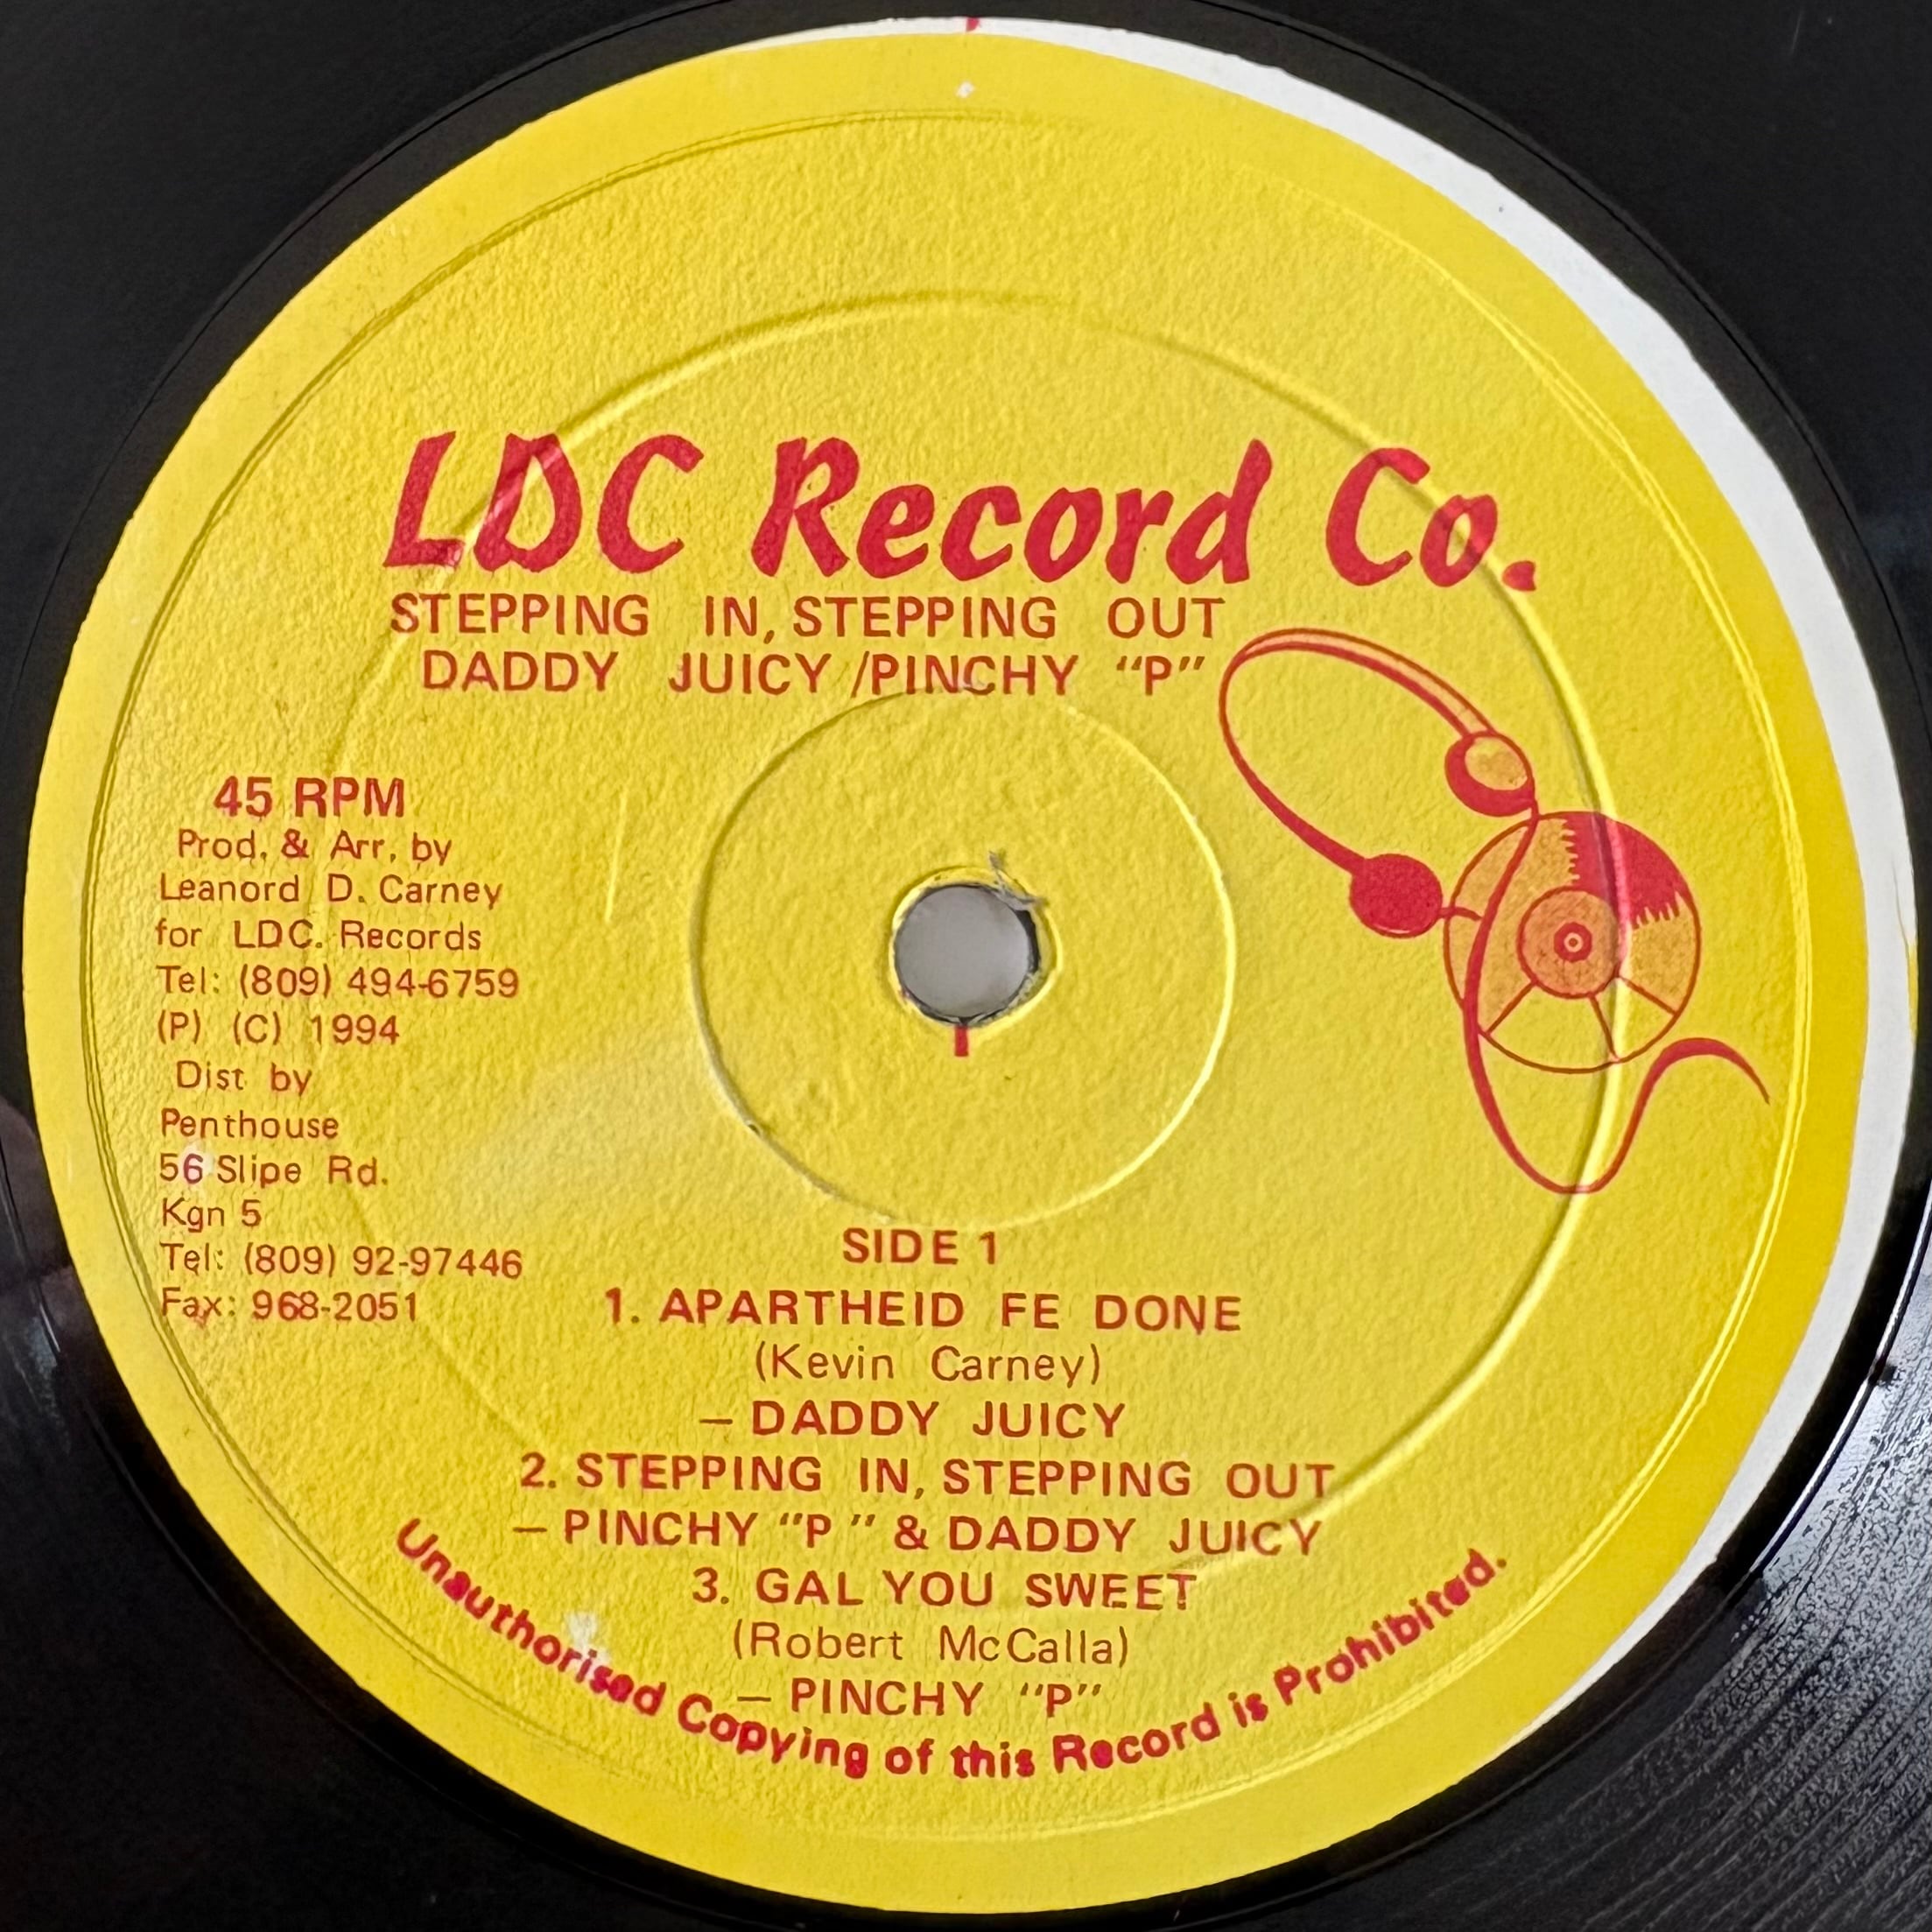 LDC Record Co.
STEPPING IN, STEPPING OUT
DADDY JUICY /PINCHY "P"
45 RPM
Prod. & Arr. by
Leanord D. Carney
for LDC. Records
Tel: (809) 494-6759
(P) (C) 1994
Dist by
Penthouse
56 Slipe Rd.
Kgn 5
Tel: (809) 92-97446
Fax: 968-2051
SIDE 1
1. APARTHEID FE DONE
(Kevin Carney)
— DADDY JUICY
2. STEPPING IN, STEPPING OUT
— PINCHY "P" & DADDY JUICY
3. GAL YOU SWEET
(Robert McCalla)
— PINCHY "P"
Unauthorised Copying of this Record is Prohibited.